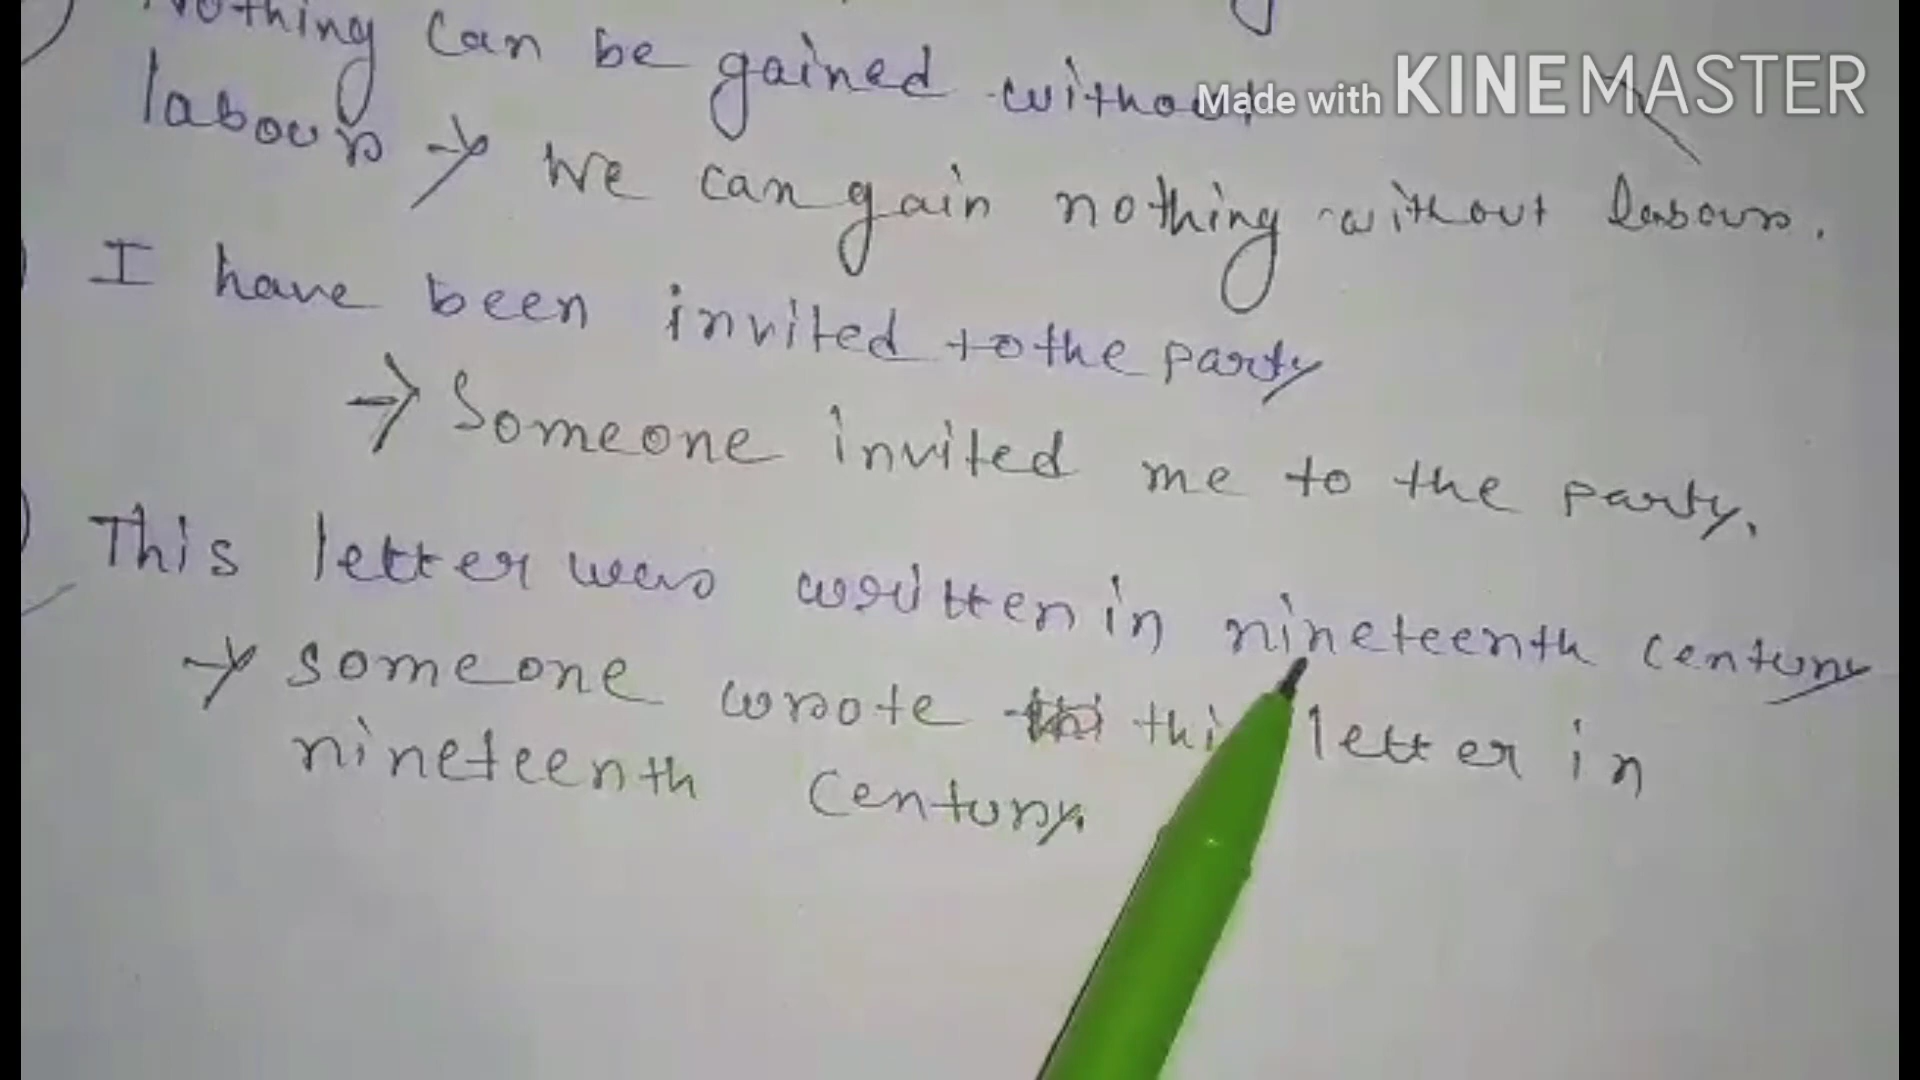 Nothing can be gained without
labour → We can gain nothing without labour.
I have been invited to the party
→ Someone invited me to the party.
This letter was written in nineteenth century
→ someone wrote thi letter in
nineteenth century.
Made with KINEMASTER